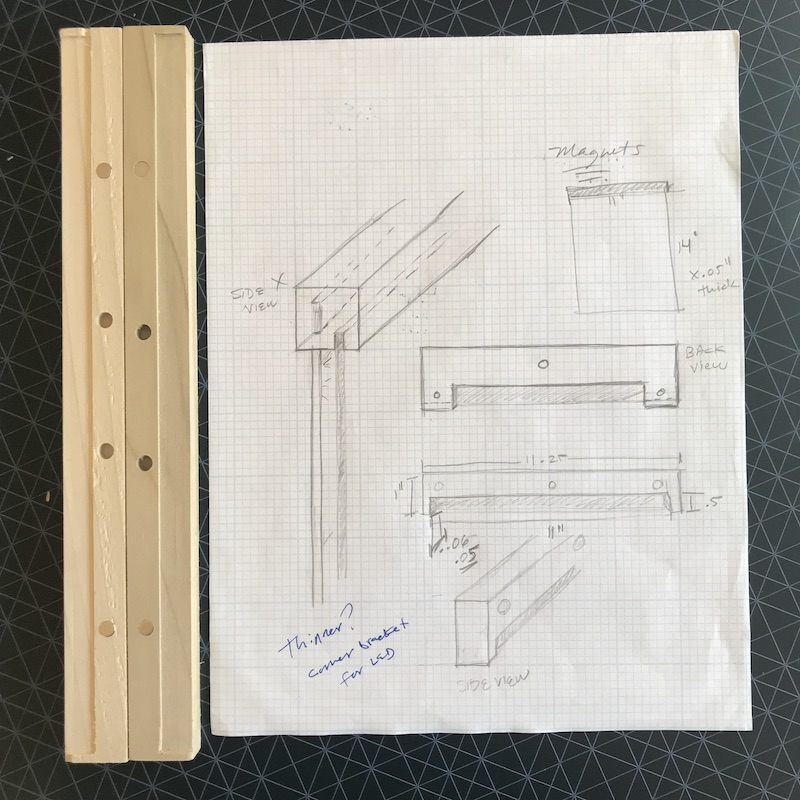 Magnets
11"
14"
X .05"
thick
SIDE
VIEW
BACK
VIEW
11.25
1"
.5
.06
.05
11"
SIDE VIEW
thinner?
corner bracket
for LED